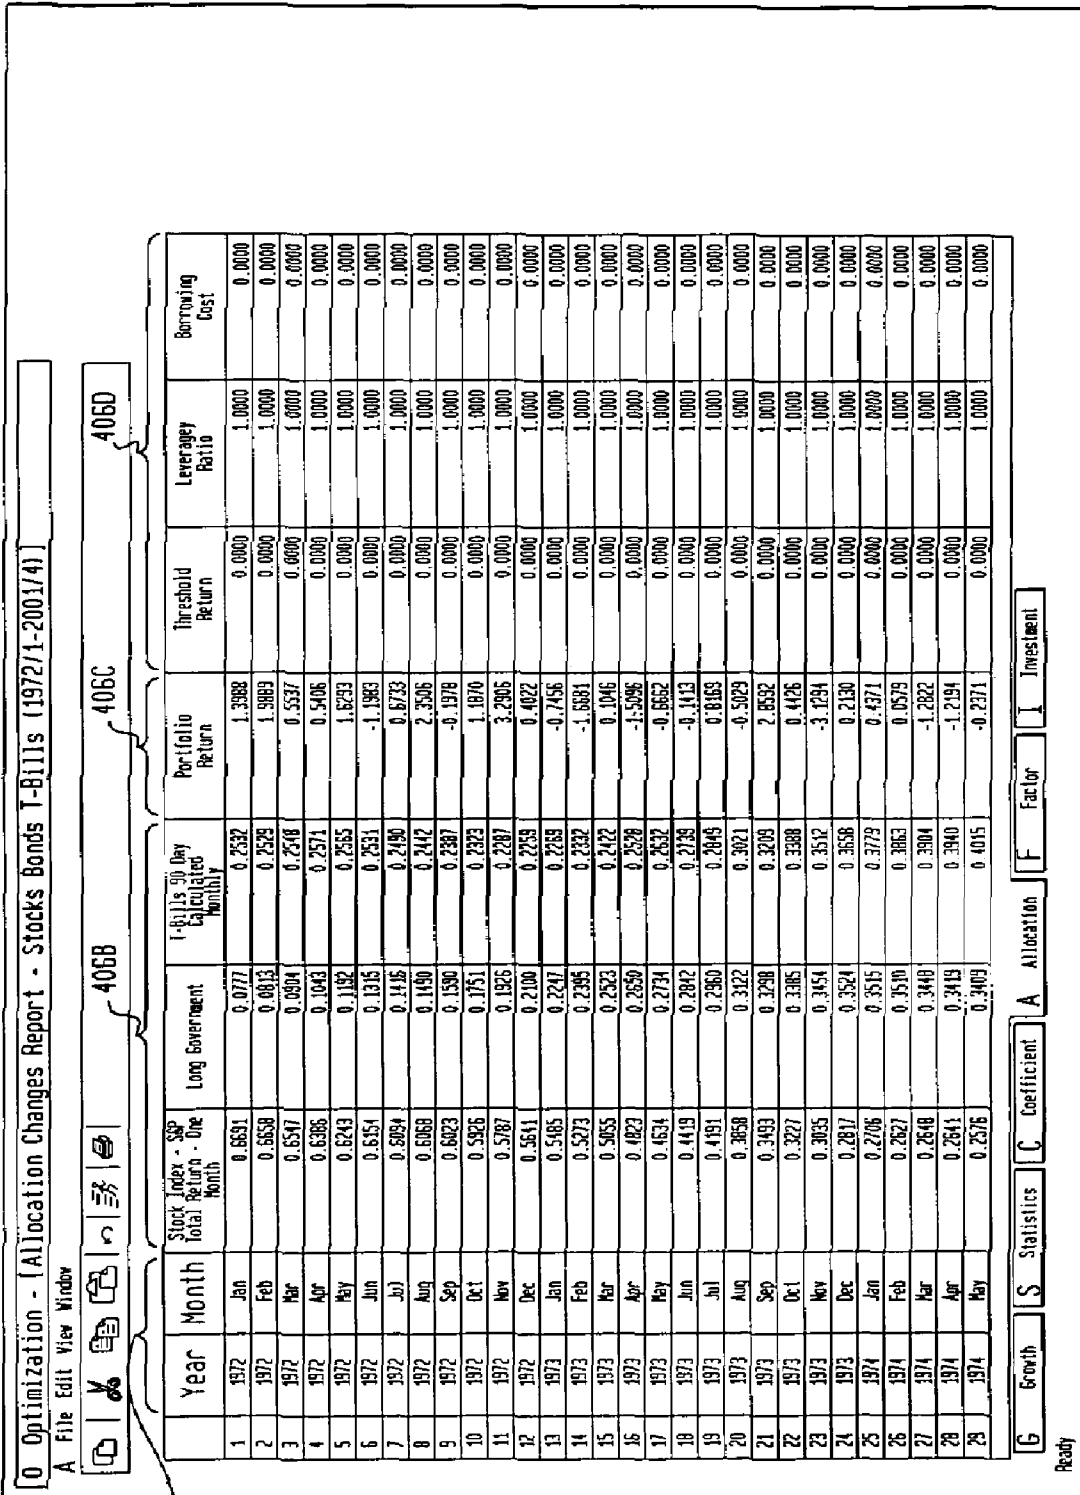 O Optimization - [Allocation Changes Report - Stocks Bonds T-Bills (1972/1-2001/4)]
A File Edit View Window
406B 406C 406D
Year Month Stock Index - S&P Total Return - One Month Long Government T-Bills 90 Day Calculated Monthly Portfolio Return Threshold Return Leveragey Ratio Borrowing Cost
1 1972 Jan 0.6691 0.0777 0.2532 1.3988 0.0000 1.0000 0.0000
2 1972 Feb 0.6658 0.0813 0.2529 1.9889 0.0000 1.0000 0.0000
3 1972 Mar 0.6547 0.0904 0.2548 0.5537 0.0000 1.0000 0.0000
4 1972 Apr 0.6386 0.1043 0.2571 0.5406 0.0000 1.0000 0.0000
5 1972 May 0.6243 0.1192 0.2565 1.6293 0.0000 1.0000 0.0000
6 1972 Jun 0.6154 0.1315 0.2531 -1.1983 0.0000 1.0000 0.0000
7 1972 Jul 0.6094 0.1416 0.2490 0.6733 0.0000 1.0000 0.0000
8 1972 Aug 0.6068 0.1490 0.2442 2.3506 0.0000 1.0000 0.0000
9 1972 Sep 0.6023 0.1590 0.2387 -0.1978 0.0000 1.0000 0.0000
10 1972 Oct 0.5926 0.1751 0.2323 1.1870 0.0000 1.0000 0.0000
11 1972 Nov 0.5787 0.1926 0.2287 3.2905 0.0000 1.0000 0.0000
12 1972 Dec 0.5641 0.2100 0.2259 0.4022 0.0000 1.0000 0.0000
13 1973 Jan 0.5485 0.2247 0.2269 -0.7456 0.0000 1.0000 0.0000
14 1973 Feb 0.5273 0.2395 0.2332 -1.6681 0.0000 1.0000 0.0000
15 1973 Mar 0.5055 0.2523 0.2422 0.1046 0.0000 1.0000 0.0000
16 1973 Apr 0.4823 0.2650 0.2528 -1.5096 0.0000 1.0000 0.0000
17 1973 May 0.4634 0.2734 0.2632 -0.6662 0.0000 1.0000 0.0000
18 1973 Jun 0.4419 0.2842 0.2739 -0.1413 0.0000 1.0000 0.0000
19 1973 Jul 0.4191 0.2960 0.2849 0.8169 0.0000 1.0000 0.0000
20 1973 Aug 0.3858 0.3122 0.3021 -0.5029 0.0000 1.0000 0.0000
21 1973 Sep 0.3493 0.3298 0.3209 2.8592 0.0000 1.0000 0.0000
22 1973 Oct 0.3227 0.3385 0.3388 0.4426 0.0000 1.0000 0.0000
23 1973 Nov 0.3035 0.3454 0.3512 -3.1294 0.0000 1.0000 0.0000
24 1973 Dec 0.2817 0.3524 0.3658 0.2130 0.0000 1.0000 0.0000
25 1974 Jan 0.2706 0.3515 0.3779 0.4371 0.0000 1.0000 0.0000
26 1974 Feb 0.2627 0.3510 0.3863 0.0579 0.0000 1.0000 0.0000
27 1974 Mar 0.2648 0.3448 0.3904 -1.2822 0.0000 1.0000 0.0000
28 1974 Apr 0.2641 0.3419 0.3940 -1.2194 0.0000 1.0000 0.0000
29 1974 May 0.2576 0.3409 0.4015 -0.2371 0.0000 1.0000 0.0000
G Growth S Statistics C Coefficient A Allocation F Factor I Investment
Ready